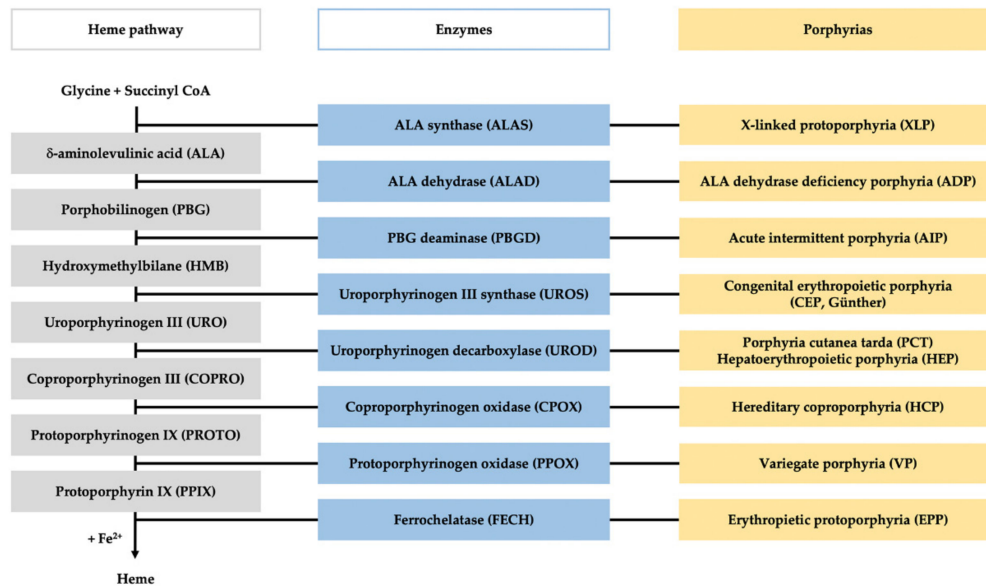 Heme pathway
Enzymes
Porphyrias
Glycine + Succinyl CoA
ALA synthase (ALAS)
X-linked protoporphyria (XLP)
δ-aminolevulinic acid (ALA)
ALA dehydrase (ALAD)
ALA dehydrase deficiency porphyria (ADP)
Porphobilinogen (PBG)
PBG deaminase (PBGD)
Acute intermittent porphyria (AIP)
Hydroxymethylbilane (HMB)
Uroporphyrinogen III synthase (UROS)
Congenital erythropoietic porphyria
(CEP, Günther)
Uroporphyrinogen III (URO)
Uroporphyrinogen decarboxylase (UROD)
Porphyria cutanea tarda (PCT)
Hepatoerythropoietic porphyria (HEP)
Coproporphyrinogen III (COPRO)
Coproporphyrinogen oxidase (CPOX)
Hereditary coproporphyria (HCP)
Protoporphyrinogen IX (PROTO)
Protoporphyrinogen oxidase (PPOX)
Variegate porphyria (VP)
Protoporphyrin IX (PPIX)
Ferrochelatase (FECH)
Erythropietic protoporphyria (EPP)
+ Fe²⁺
Heme